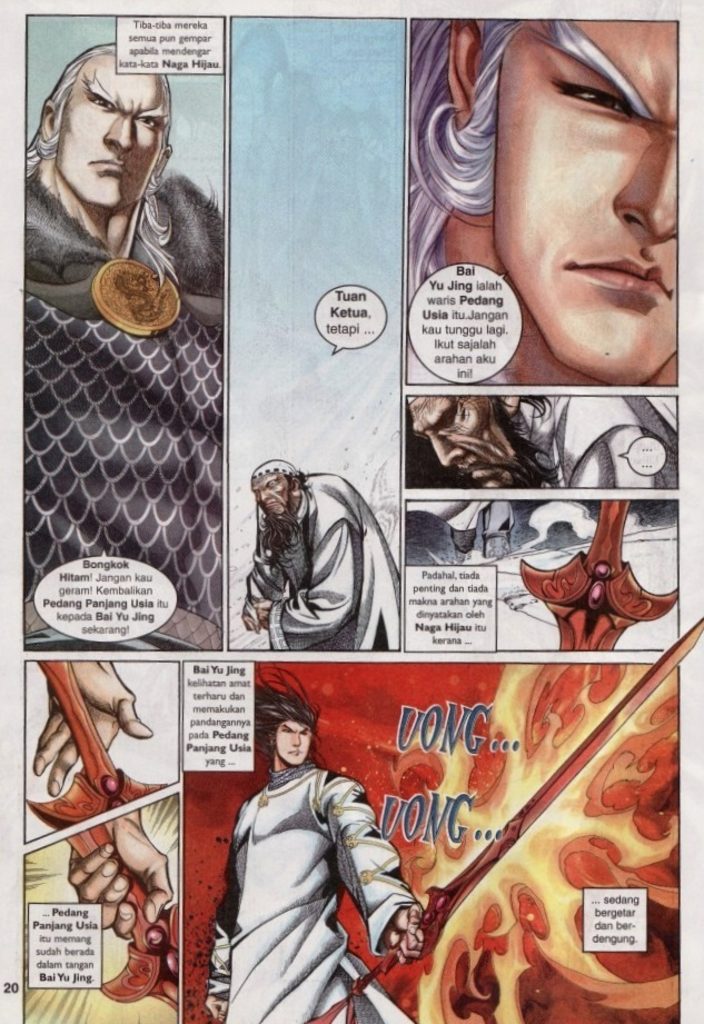 Tiba-tiba mereka
semua pun gempar
apabila mendengar
kata-kata Naga Hijau.
Bongkok
Hitam! Jangan kau
geram! Kembalikan
Pedang Panjang Usia itu
kepada Bai Yu Jing
sekarang!
Tuan
Ketua,
tetapi ...
Bai
Yu Jing ialah
waris Pedang
Usia itu.Jangan
kau tunggu lagi.
Ikut sajalah
arahan aku
ini!
...
...
Padahal, tiada
penting dan tiada
makna arahan yang
dinyatakan oleh
Naga Hijau itu
kerana ...
Bai Yu Jing
kelihatan amat
terharu dan
memakukan
pandangannya
pada Pedang
Panjang Usia
yang ...
... Pedang
Panjang Usia
itu memang
sudah berada
dalam tangan
Bai Yu Jing.
UONG...
UONG...
... sedang
bergetar
dan ber-
dengung.
20